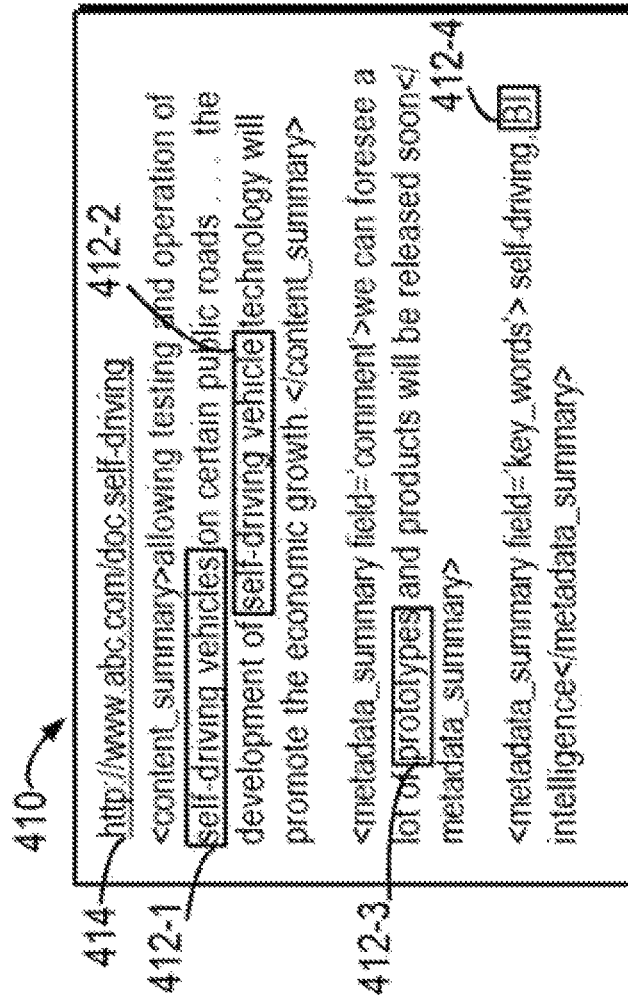 410
414
http://www.abc.com/doc.self-driving
412-2
<content_summary>allowing testing and operation of
412-1
self-driving vehicles on certain public roads . . . the
development of self-driving vehicle technology will
promote the economic growth.</content_summary>
<metadata_summary field='comment'>we can foresee a
412-3
lot of prototypes and products will be released soon</
metadata_summary>
412-4
<metadata_summary field='key_words'> self-driving, BI
intelligence</metadata_summary>